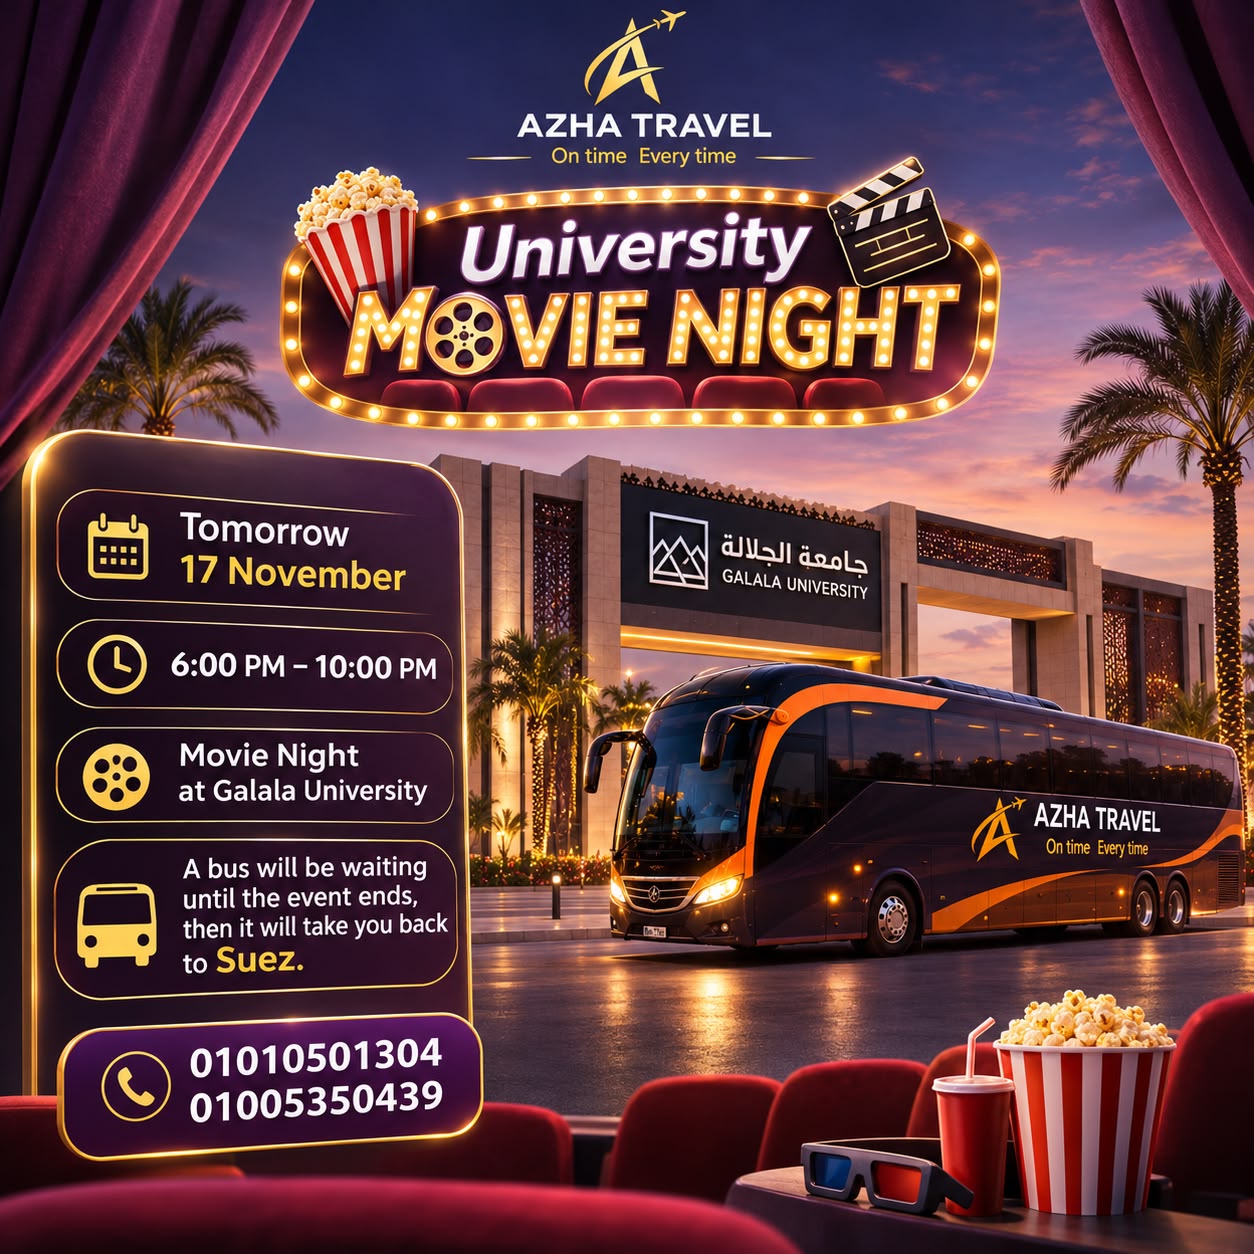 AZHA TRAVEL
On time Every time
University
MOVIE NIGHT
Tomorrow
17 November
6:00 PM – 10:00 PM
Movie Night
at Galala University
A bus will be waiting
until the event ends,
then it will take you back
to Suez.
01010501304
01005350439
جامعة الجلالة
GALALA UNIVERSITY
AZHA TRAVEL
On time Every time